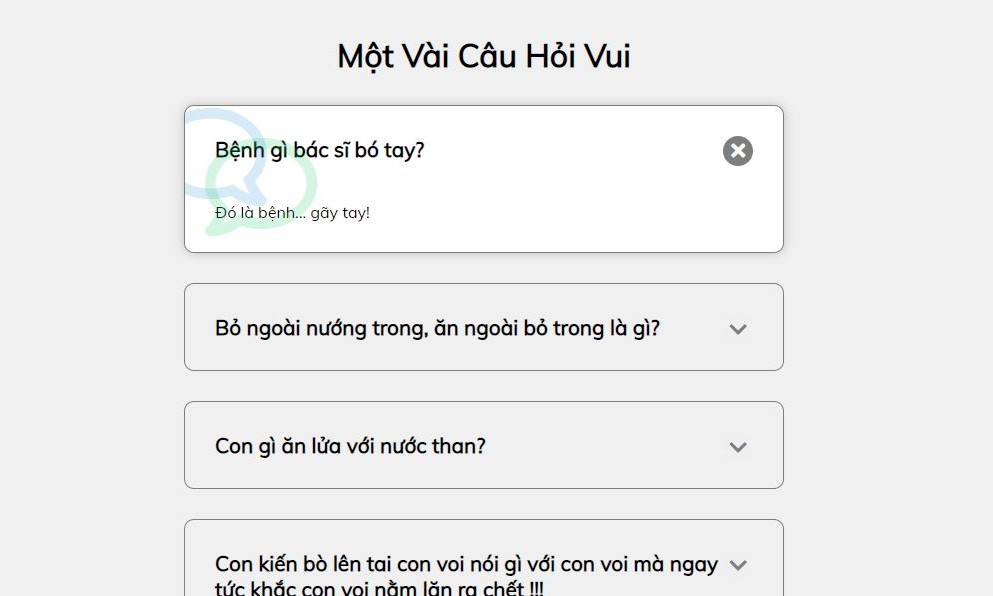 Một Vài Câu Hỏi Vui
Bệnh gì bác sĩ bó tay?
Đó là bệnh... gãy tay!
Bỏ ngoài nướng trong, ăn ngoài bỏ trong là gì?
Con gì ăn lửa với nước than?
Con kiến bò lên tai con voi nói gì với con voi mà ngay
tức khắc con voi nằm lăn ra chết !!!